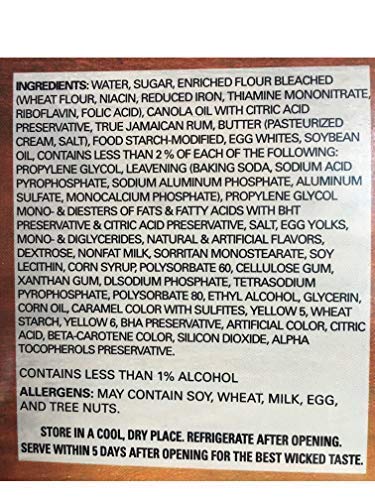 INGREDIENTS: WATER, SUGAR, ENRICHED FLOUR BLEACHED
(WHEAT FLOUR, NIACIN, REDUCED IRON, THIAMINE MONONITRATE,
RIBOFLAVIN, FOLIC ACID), CANOLA OIL WITH CITRIC ACID
PRESERVATIVE, TRUE JAMAICAN RUM, BUTTER (PASTEURIZED
CREAM, SALT), FOOD STARCH-MODIFIED, EGG WHITES, SOYBEAN
OIL, CONTAINS LESS THAN 2% OF EACH OF THE FOLLOWING:
PROPYLENE GLYCOL, LEAVENING (BAKING SODA, SODIUM ACID
PYROPHOSPHATE, SODIUM ALUMINUM PHOSPHATE, ALUMINUM
SULFATE, MONOCALCIUM PHOSPHATE), PROPYLENE GLYCOL
MONO- & DIESTERS OF FATS & FATTY ACIDS WITH BHT
PRESERVATIVE & CITRIC ACID PRESERVATIVE, SALT, EGG YOLKS,
MONO- & DIGLYCERIDES, NATURAL & ARTIFICIAL FLAVORS,
DEXTROSE, NONFAT MILK, SORRITAN MONOSTEARATE, SOY
LECITHIN, CORN SYRUP, POLYSORBATE 60, CELLULOSE GUM,
XANTHAN GUM, DLSODIUM PHOSPHATE, TETRASODIUM
PYROPHOSPHATE, POLYSORBATE 80, ETHYL ALCOHOL, GLYCERIN,
CORN OIL, CARAMEL COLOR WITH SULFITES, YELLOW 5, WHEAT
STARCH, YELLOW 6, BHA PRESERVATIVE, ARTIFICIAL COLOR, CITRIC
ACID, BETA-CAROTENE COLOR, SILICON DIOXIDE, ALPHA
TOCOPHEROLS PRESERVATIVE.
CONTAINS LESS THAN 1% ALCOHOL
ALLERGENS: MAY CONTAIN SOY, WHEAT, MILK, EGG,
AND TREE NUTS.
STORE IN A COOL, DRY PLACE. REFRIGERATE AFTER OPENING.
SERVE WITHIN 5 DAYS AFTER OPENING FOR THE BEST WICKED TASTE.